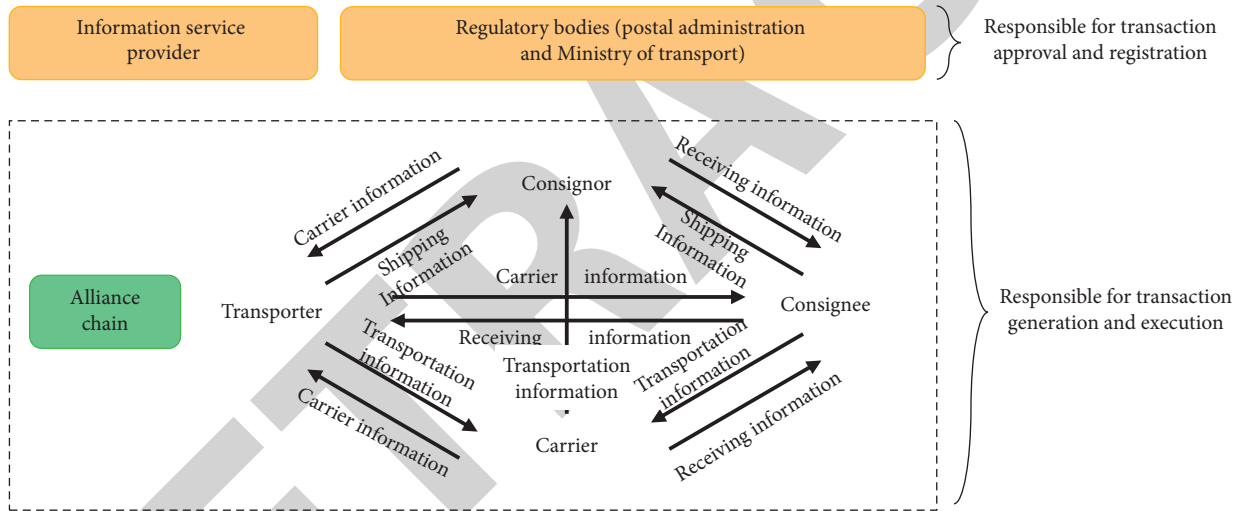 Information service
provider
Regulatory bodies (postal administration
and Ministry of transport)
Responsible for transaction
approval and registration
Carrier information
Shipping
Information
Consignor
Receiving information
Shipping
Information
Alliance
chain
Transporter
Carrier information
Consignee
Receiving information
Responsible for transaction
generation and execution
Transportation
information
Transportation
information
Transportation
information
Carrier information
Carrier
Receiving information